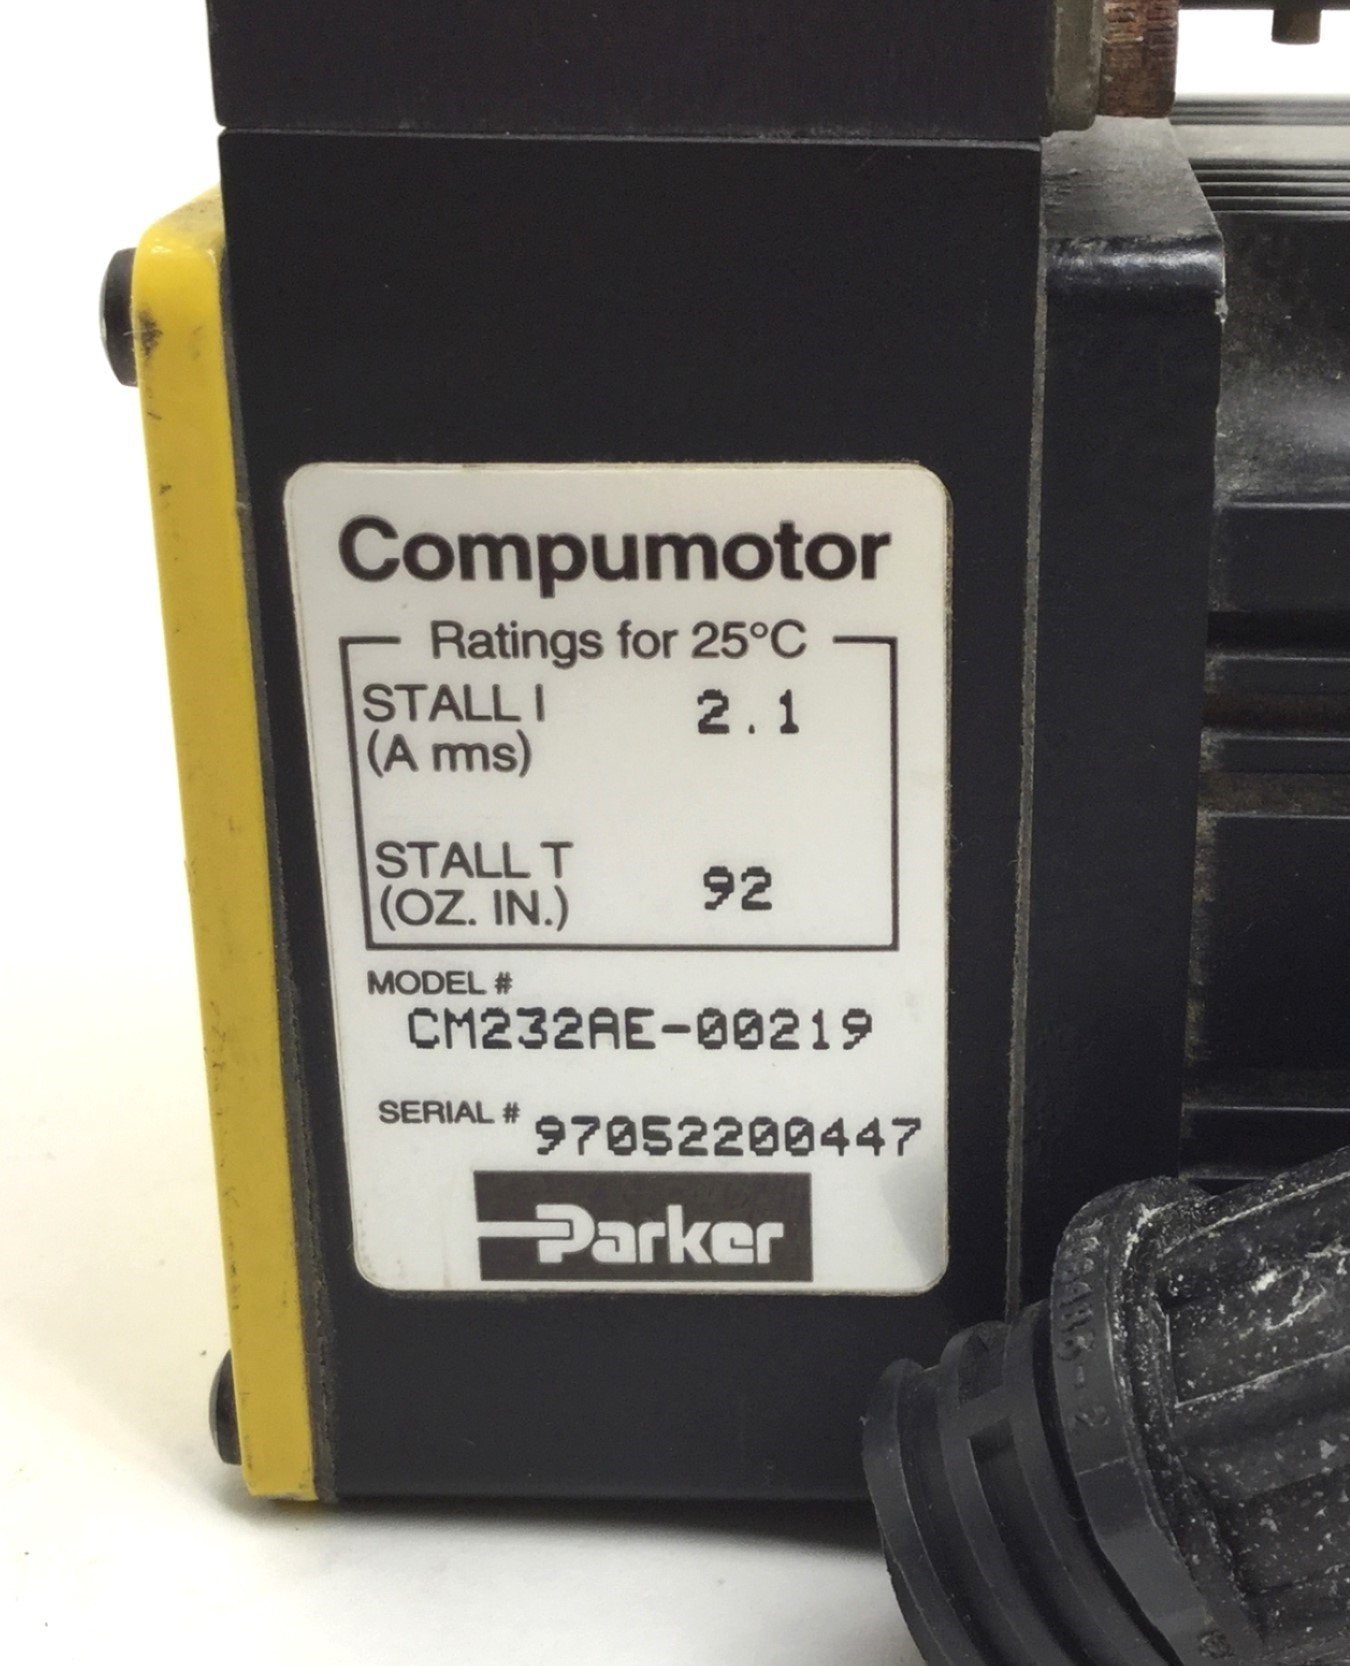 Compumotor
Ratings for 25°C
STALL I 2.1
(A rms)
STALL T 92
(OZ. IN.)
MODEL #
CM232AE-00219
SERIAL # 97052200447
Parker